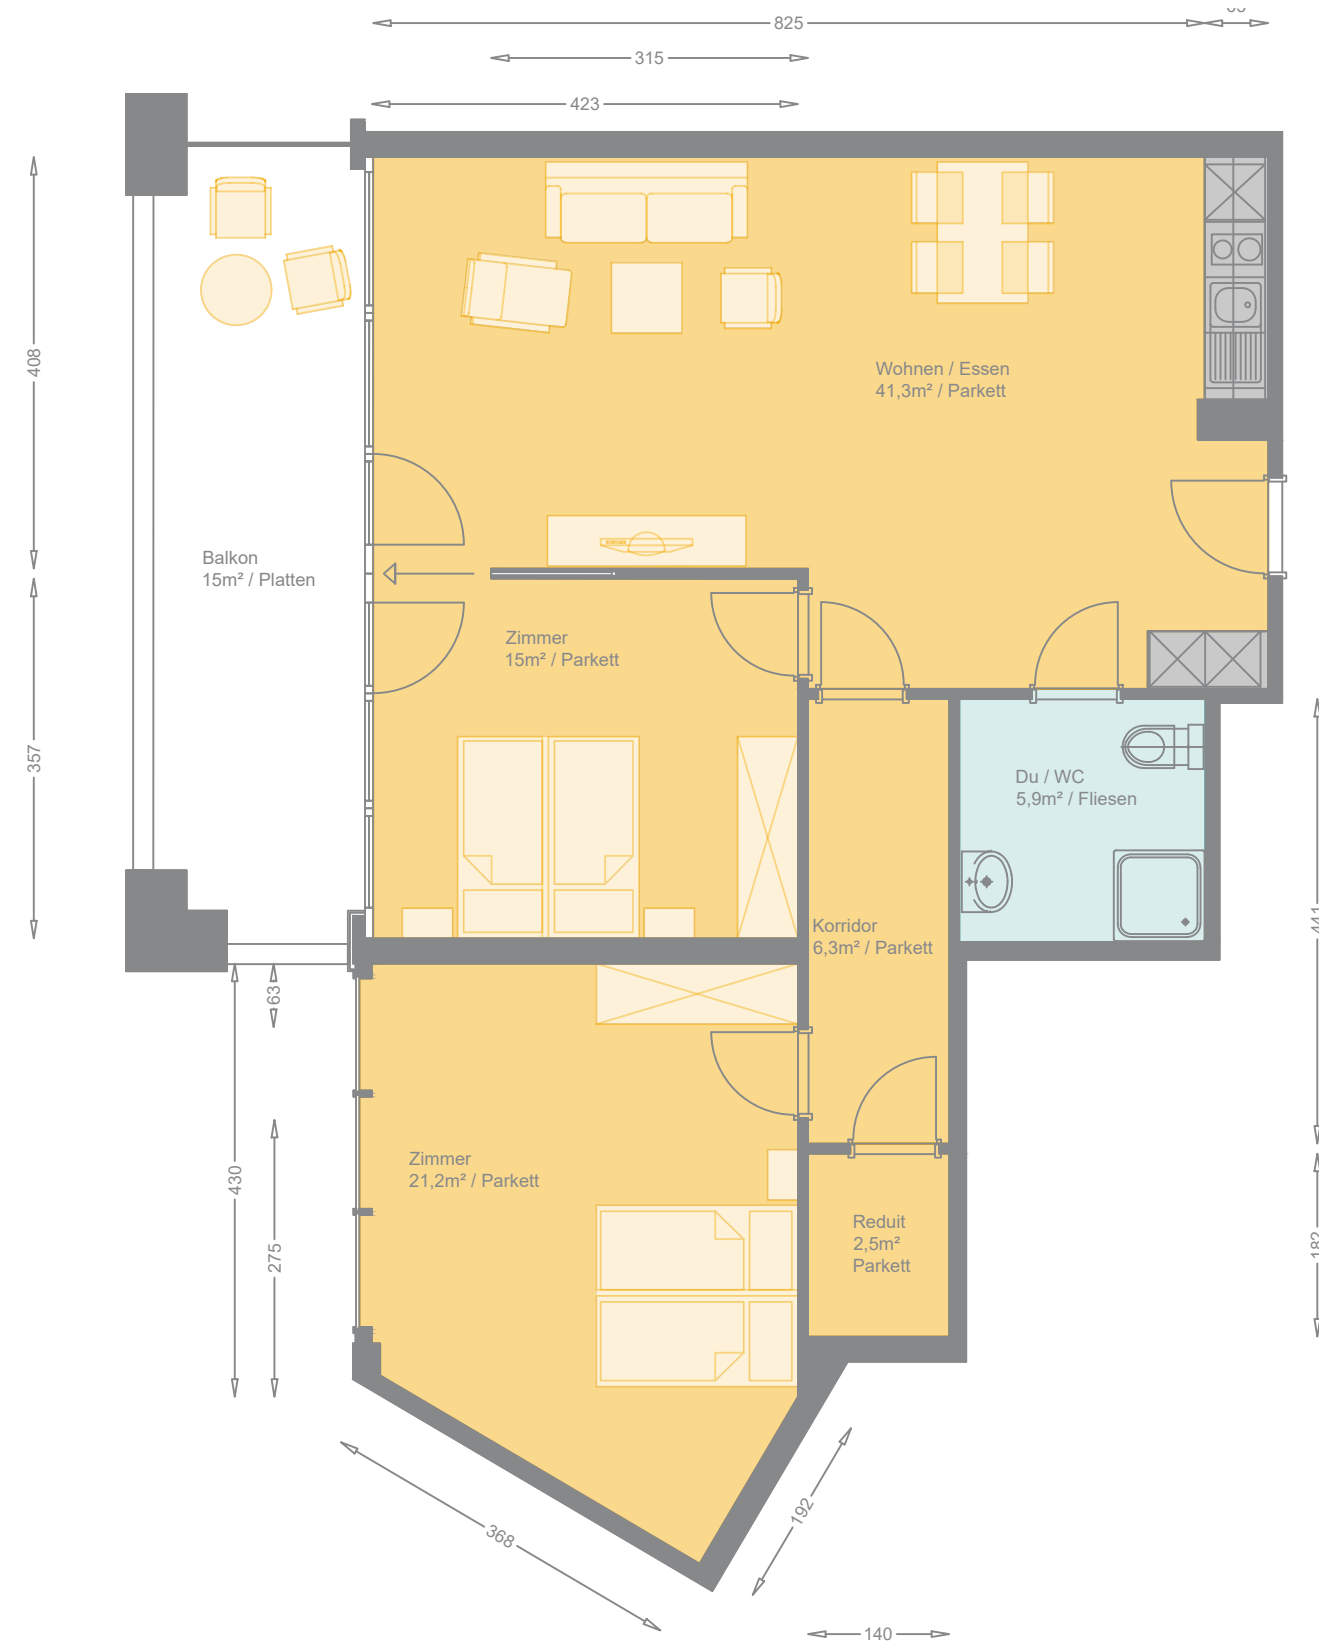 825
315
423
408
Wohnen / Essen
41,3m² / Parkett
Balkon
15m² / Platten
Zimmer
15m² / Parkett
357
Du / WC
5,9m² / Fliesen
441
Korridor
6,3m² / Parkett
63
430
275
Zimmer
21,2m² / Parkett
Reduit
2,5m²
Parkett
182
368
192
140